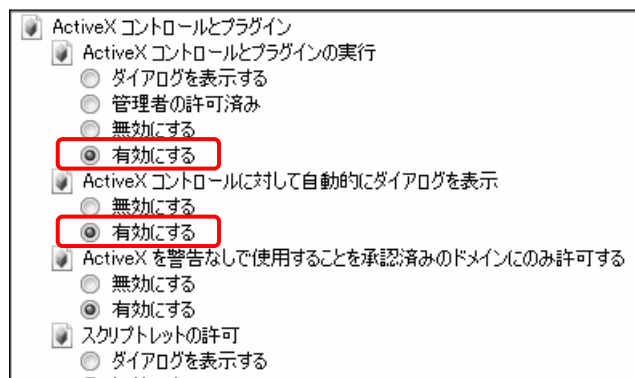 ActiveX コントロールとプラグイン
ActiveX コントロールとプラグインの実行
ダイアログを表示する
管理者の許可済み
無効にする
有効にする
ActiveX コントロールに対して自動的にダイアログを表示
無効にする
有効にする
ActiveX を警告なしで使用することを承認済みのドメインにのみ許可する
無効にする
有効にする
スクリプトレットの許可
ダイアログを表示する